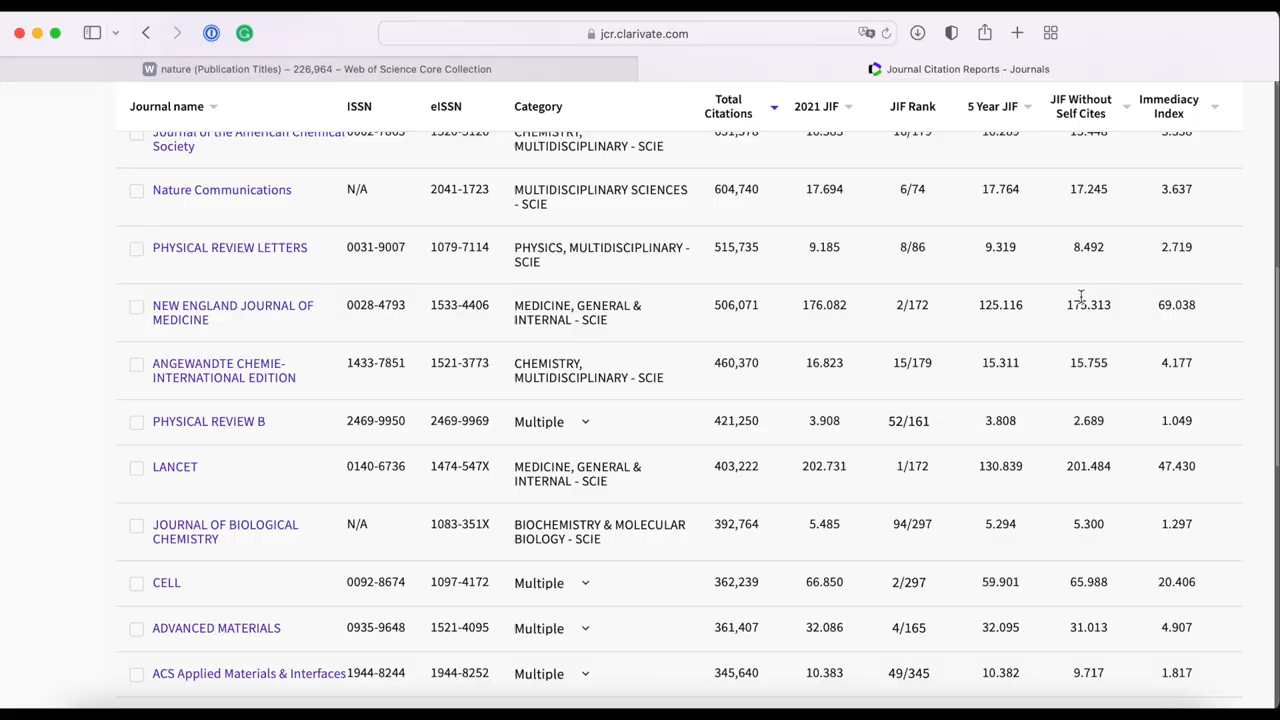 jcr.clarivate.com
nature (Publication Titles) – 226,964 – Web of Science Core Collection
Journal Citation Reports - Journals
Journal name ISSN eISSN Category Total Citations 2021 JIF JIF Rank 5 Year JIF JIF Without Self Cites Immediacy Index
Journal of the American Chemical Society CHEMISTRY, MULTIDISCIPLINARY - SCIE
Nature Communications N/A 2041-1723 MULTIDISCIPLINARY SCIENCES - SCIE 604,740 17.694 6/74 17.764 17.245 3.637
PHYSICAL REVIEW LETTERS 0031-9007 1079-7114 PHYSICS, MULTIDISCIPLINARY - SCIE 515,735 9.185 8/86 9.319 8.492 2.719
NEW ENGLAND JOURNAL OF MEDICINE 0028-4793 1533-4406 MEDICINE, GENERAL & INTERNAL - SCIE 506,071 176.082 2/172 125.116 175.313 69.038
ANGEWANDTE CHEMIE-INTERNATIONAL EDITION 1433-7851 1521-3773 CHEMISTRY, MULTIDISCIPLINARY - SCIE 460,370 16.823 15/179 15.311 15.755 4.177
PHYSICAL REVIEW B 2469-9950 2469-9969 Multiple 421,250 3.908 52/161 3.808 2.689 1.049
LANCET 0140-6736 1474-547X MEDICINE, GENERAL & INTERNAL - SCIE 403,222 202.731 1/172 130.839 201.484 47.430
JOURNAL OF BIOLOGICAL CHEMISTRY N/A 1083-351X BIOCHEMISTRY & MOLECULAR BIOLOGY - SCIE 392,764 5.485 94/297 5.294 5.300 1.297
CELL 0092-8674 1097-4172 Multiple 362,239 66.850 2/297 59.901 65.988 20.406
ADVANCED MATERIALS 0935-9648 1521-4095 Multiple 361,407 32.086 4/165 32.095 31.013 4.907
ACS Applied Materials & Interfaces 1944-8244 1944-8252 Multiple 345,640 10.383 49/345 10.382 9.717 1.817